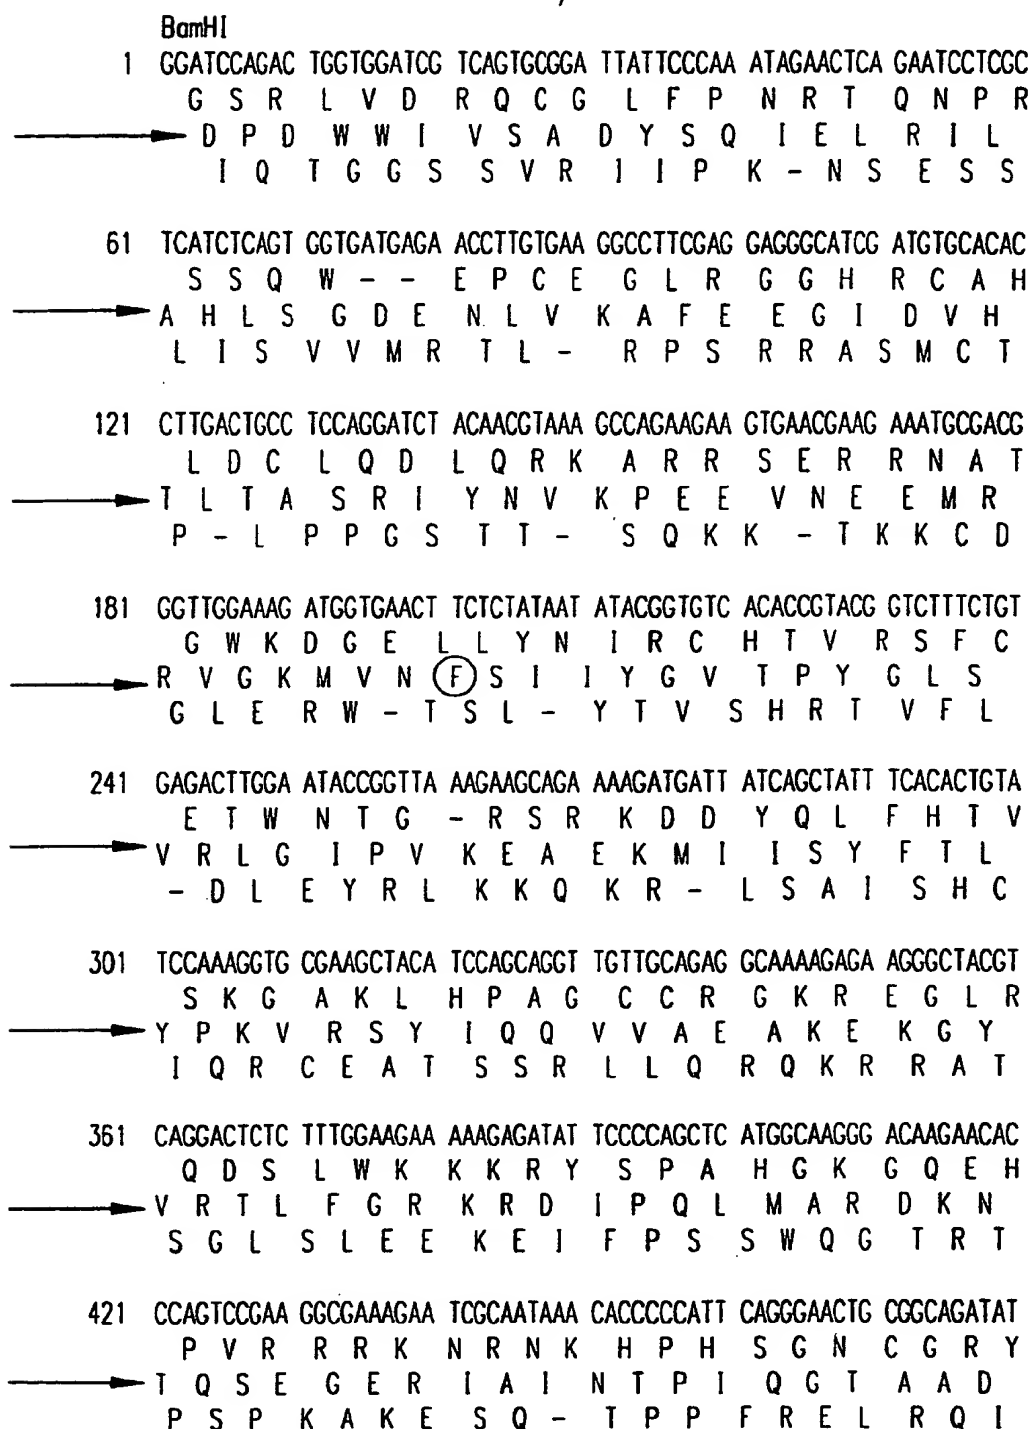 BamHI
1 GGATCCAGAC TGGTGGATCG TCAGTGCGGA TTATTCCCAA ATAGAACTCA GAATCCTCGC
G S R L V D R Q C G L F P N R T Q N P R
D P D W W I V S A D Y S Q I E L R I L
I Q T G G S S V R I I P K - N S E S S
61 TCATCTCAGT GGTGATGAGA ACCTTGTGAA GGCCTTCGAG GAGGGCATCG ATGTGCACAC
S S Q W - - E P C E G L R G G H R C A H
A H L S G D E N L V K A F E E G I D V H
L I S V V M R T L - R P S R R A S M C T
121 CTTGACTGCC TCCAGGATCT ACAACGTAAA GCCAGAAGAA GTGAACGAAG AAATGCGACG
L D C L Q D L Q R K A R R S E R R N A T
T L T A S R I Y N V K P E E V N E E M R
P - L P P G S T T - S Q K K - T K K C D
181 GGTTGGAAAG ATGGTGAACT TCTCTATAAT ATACGGTGTC ACACCGTACG GTCTTTCTGT
G W K D G E L L Y N I R C H T V R S F C
R V G K M V N F S I I Y G V T P Y G L S
G L E R W - T S L - Y T V S H R T V F L
241 GAGACTTGGA ATACCGGTTA AAGAAGCAGA AAAGATGATT ATCAGCTATT TCACACTGTA
E T W N T G - R S R K D D Y Q L F H T V
V R L G I P V K E A E K M I I S Y F T L
- D L E Y R L K K Q K R - L S A I S H C
301 TCCAAAGGTG CGAAGCTACA TCCAGCAGGT TGTTGCAGAG GCAAAAGAGA AGGGCTACGT
S K G A K L H P A G C C R G K R E G L R
Y P K V R S Y I Q Q V V A E A K E K G Y
I Q R C E A T S S R L L Q R Q K R R A T
361 CAGGACTCTC TTTGGAAGAA AAAGAGATAT TCCCCAGCTC ATGGCAAGGG ACAAGAACAC
Q D S L W K K K R Y S P A H G K G Q E H
V R T L F G R K R D I P Q L M A R D K N
S G L S L E E K E I F P S S W Q G T R T
421 CCAGTCCGAA GGCGAAAGAA TCGCAATAAA CACCCCCATT CAGGGAACTG CGGCAGATAT
P V R R R K N R N K H P H S G N C G R Y
T Q S E G E R I A I N T P I Q G T A A D
P S P K A K E S Q - T P P F R E L R Q I